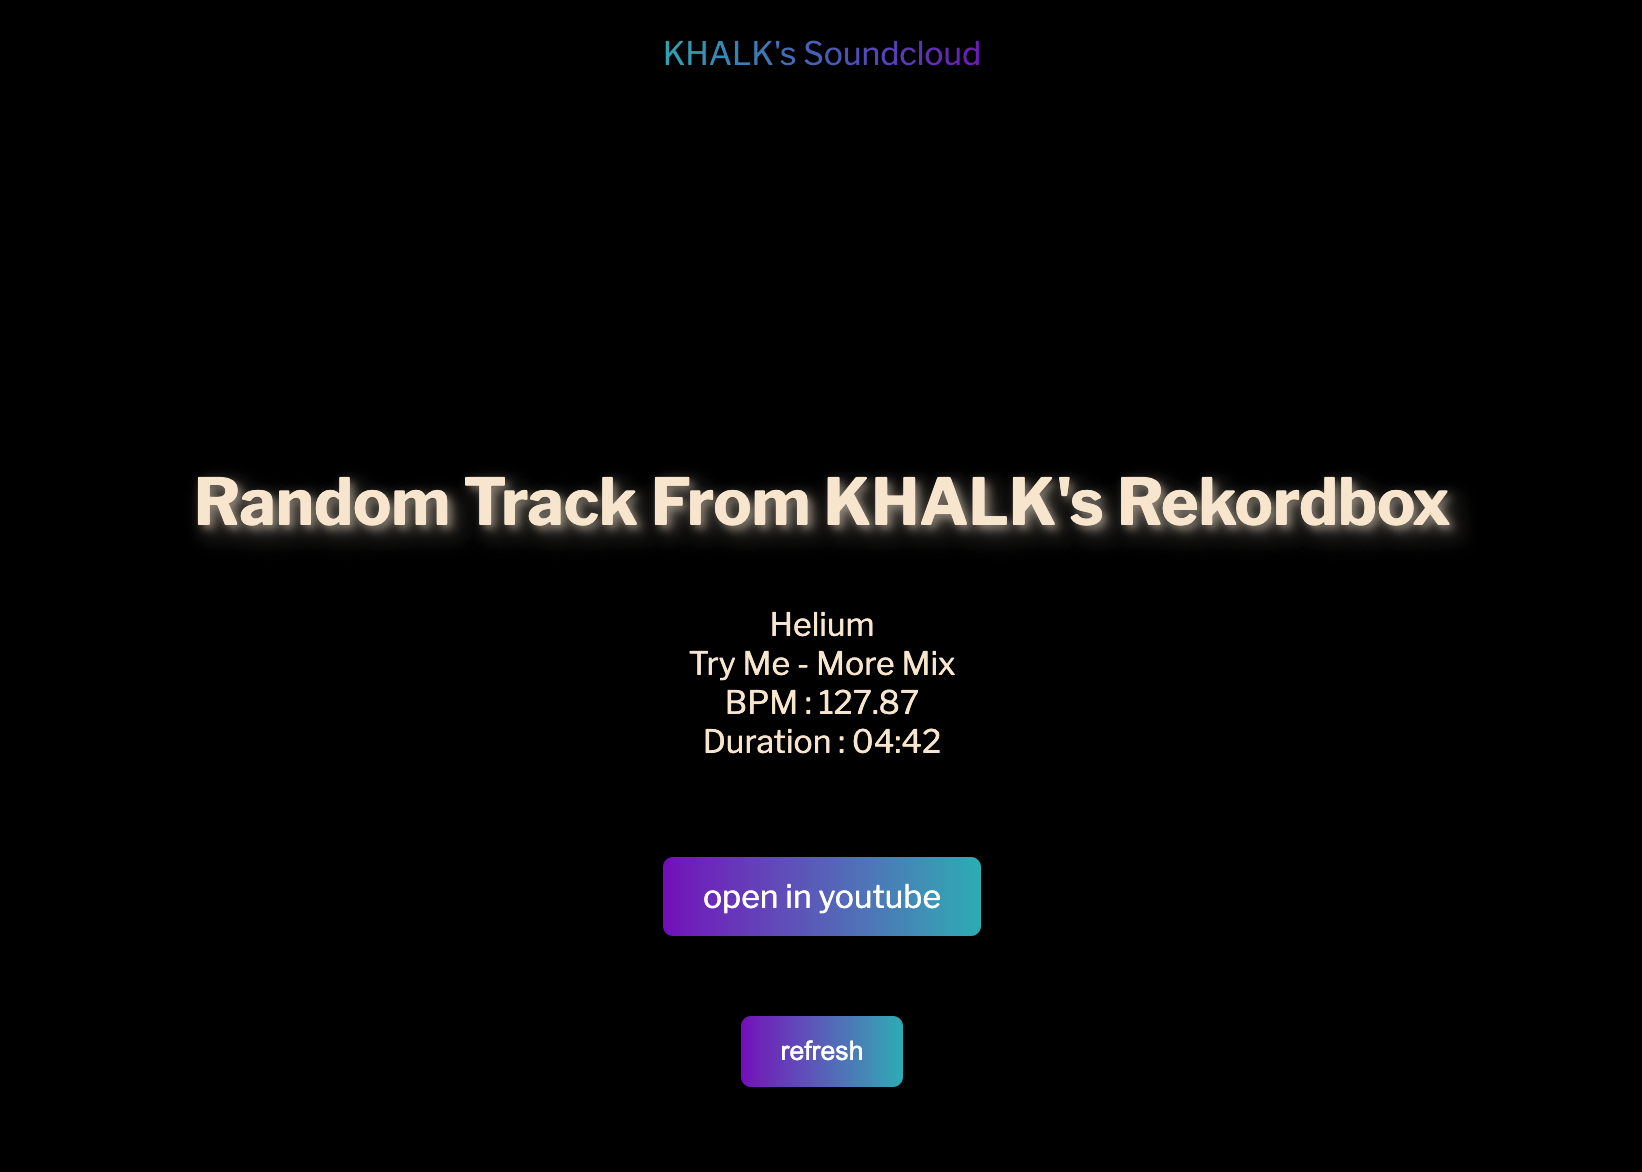 KHALK's Soundcloud
Random Track From KHALK's Rekordbox
Helium
Try Me - More Mix
BPM : 127.87
Duration : 04:42
open in youtube
refresh